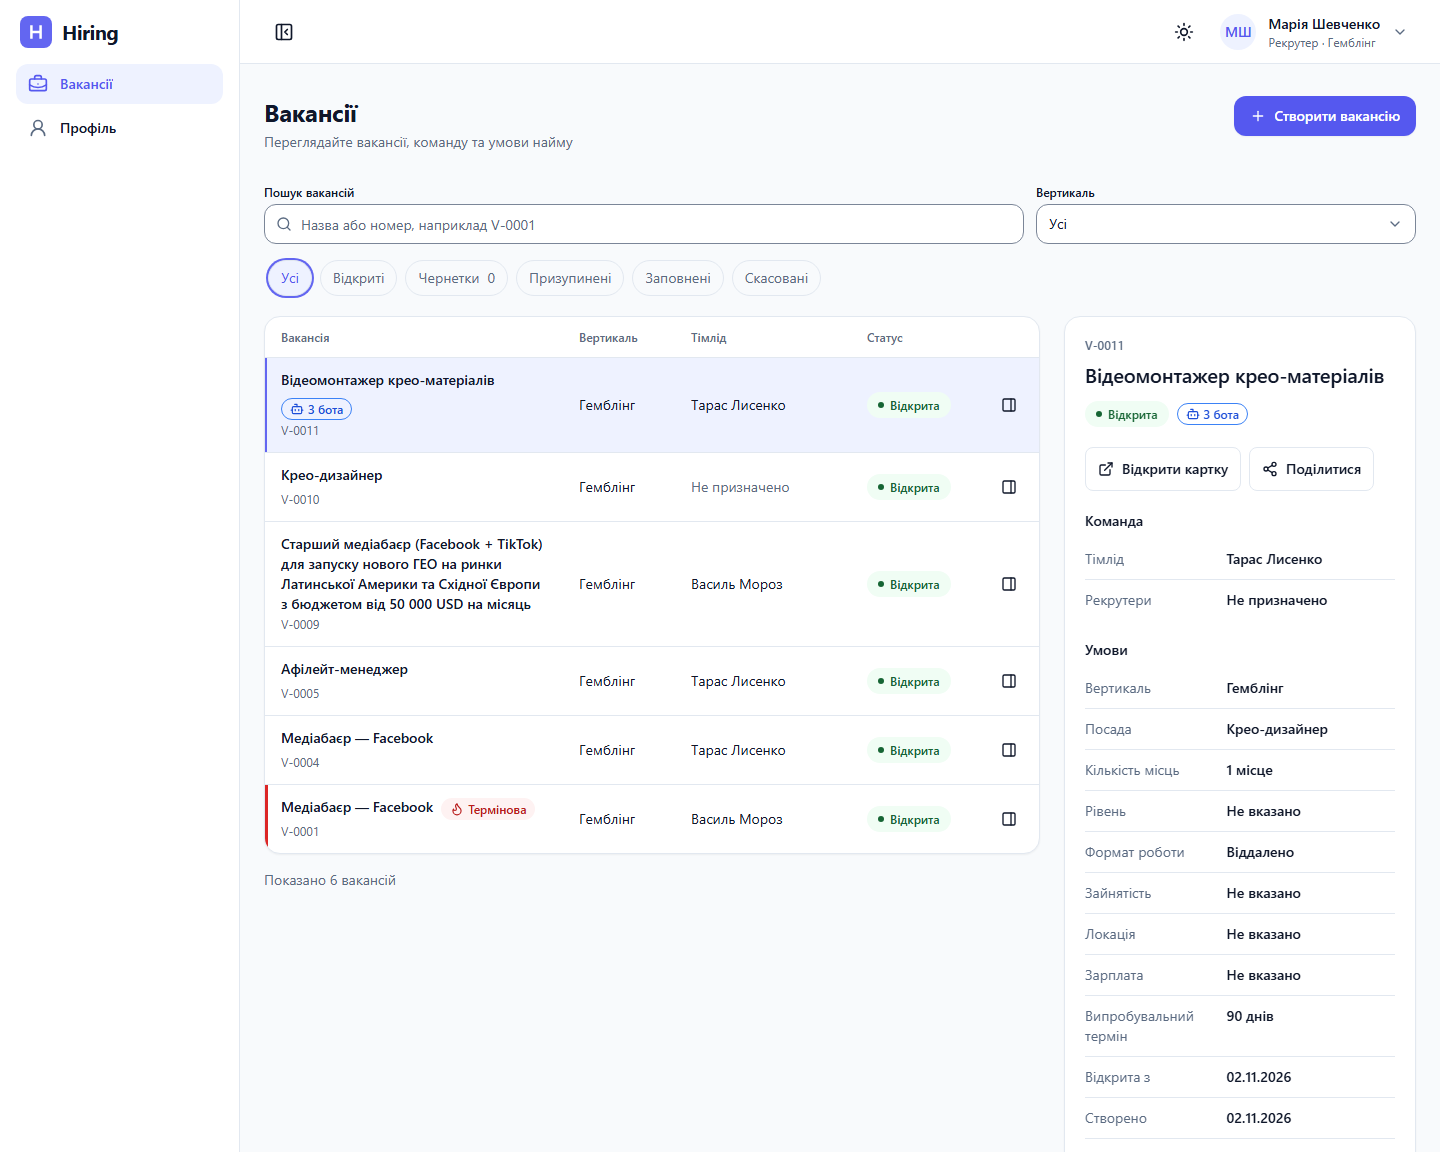 H Hiring
Вакансії
Профіль
МШ
Марія Шевченко
Рекрутер · Гемблінг
Вакансії
Переглядайте вакансії, команду та умови найму
Створити вакансію
Пошук вакансій
Назва або номер, наприклад V-0001
Вертикаль
Усі
Усі
Відкриті
Чернетки 0
Призупинені
Заповнені
Скасовані
Вакансія Вертикаль Тімлід Статус
Відеомонтажер крео-матеріалів
З бота
V-0011
Гемблінг Тарас Лисенко Відкрита
Крео-дизайнер
V-0010
Гемблінг Не призначено Відкрита
Старший медіабаєр (Facebook + TikTok)
для запуску нового ГЕО на ринки
Латинської Америки та Східної Європи
з бюджетом від 50 000 USD на місяць
V-0009
Гемблінг Василь Мороз Відкрита
Афілейт-менеджер
V-0005
Гемблінг Тарас Лисенко Відкрита
Медіабаєр — Facebook
V-0004
Гемблінг Тарас Лисенко Відкрита
Медіабаєр — Facebook Термінова
V-0001
Гемблінг Василь Мороз Відкрита
Показано 6 вакансій
V-0011
Відеомонтажер крео-матеріалів
Відкрита З бота
Відкрити картку Поділитися
Команда
Тімлід Тарас Лисенко
Рекрутери Не призначено
Умови
Вертикаль Гемблінг
Посада Крео-дизайнер
Кількість місць 1 місце
Рівень Не вказано
Формат роботи Віддалено
Зайнятість Не вказано
Локація Не вказано
Зарплата Не вказано
Випробувальний 90 днів
термін
Відкрита з 02.11.2026
Створено 02.11.2026